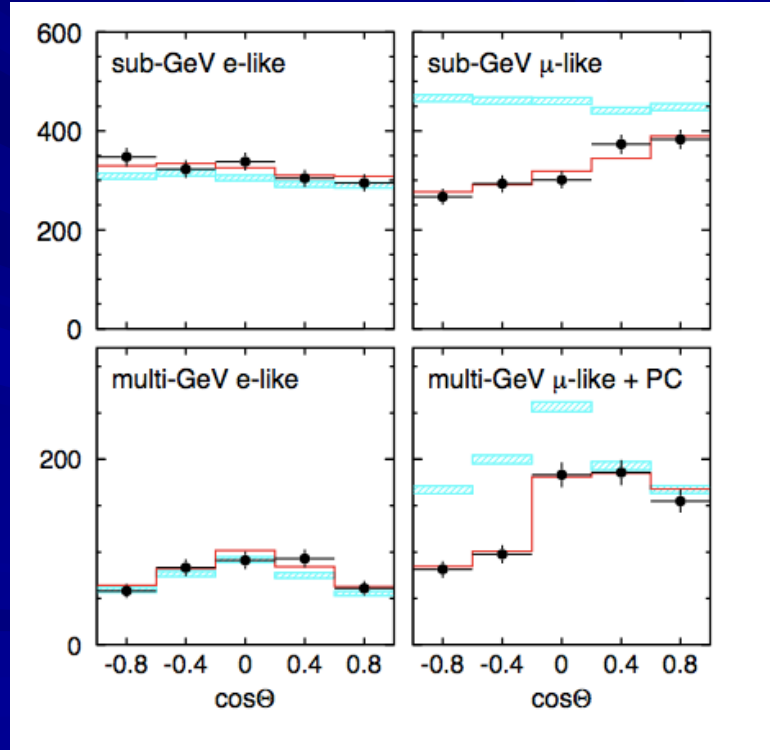 600
sub-GeV e-like
sub-GeV μ-like
400
200
0
multi-GeV e-like
multi-GeV μ-like + PC
200
0
-0.8 -0.4 0 0.4 0.8
-0.8 -0.4 0 0.4 0.8
cosΘ
cosΘ